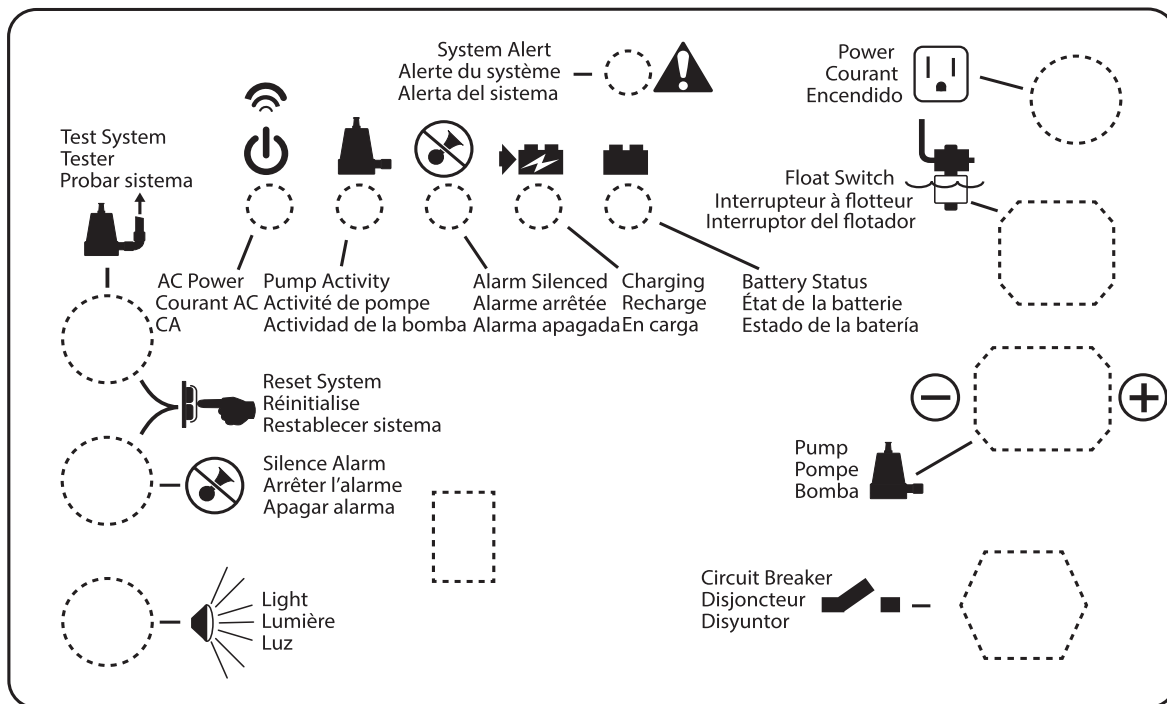 System Alert
Alerte du système
Alerta del sistema
Power
Courant
Encendido
Test System
Tester
Probar sistema
Float Switch
Interrupteur à flotteur
Interruptor del flotador
AC Power
Courant AC
CA
Pump Activity
Activité de pompe
Actividad de la bomba
Alarm Silenced
Alarme arrêtée
Alarma apagada
Charging
Recharge
En carga
Battery Status
État de la batterie
Estado de la batería
Reset System
Réinitialise
Restablecer sistema
Silence Alarm
Arrêter l’alarme
Apagar alarma
Pump
Pompe
Bomba
Light
Lumière
Luz
Circuit Breaker
Disjoncteur
Disyuntor